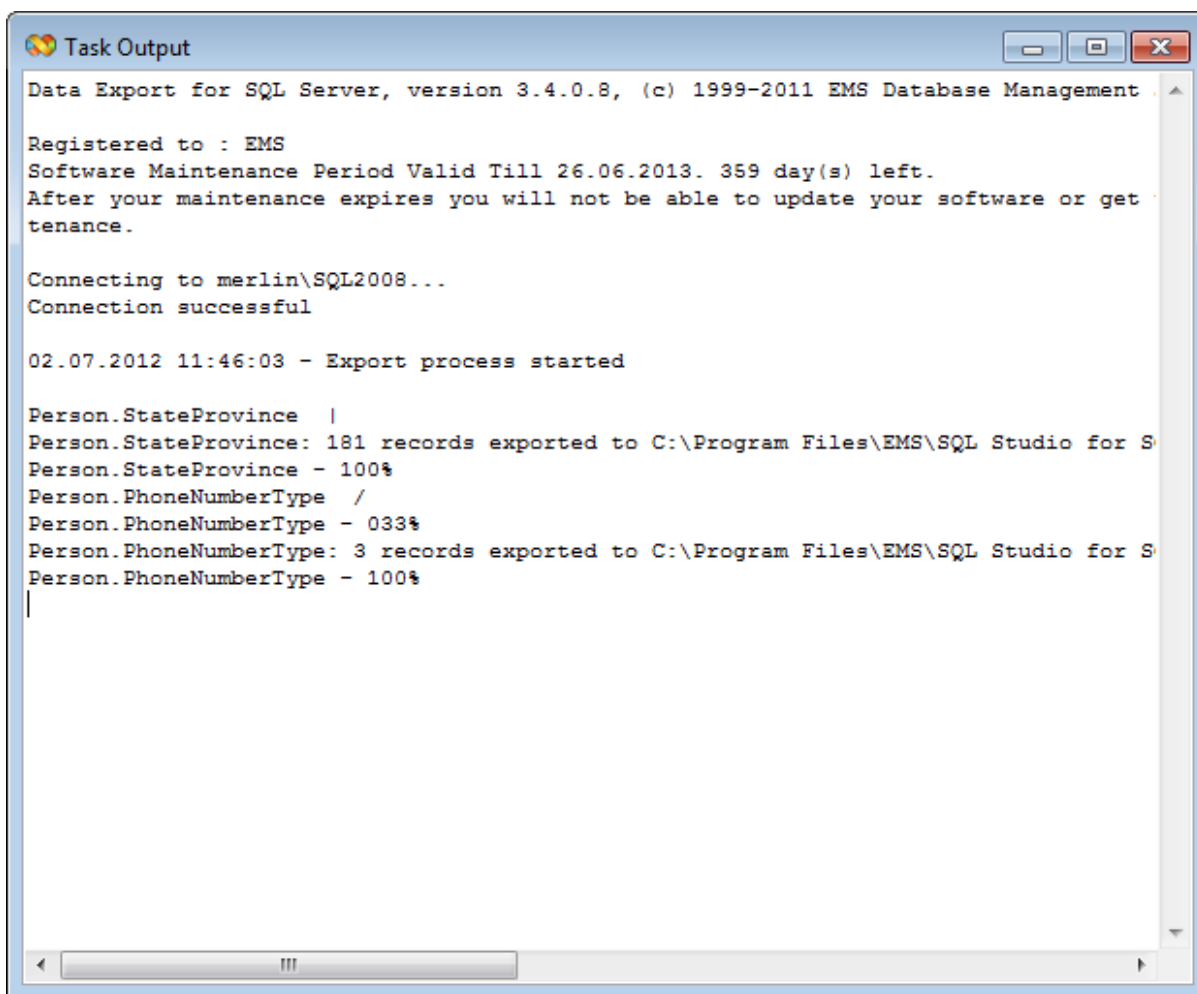 Task Output
Data Export for SQL Server, version 3.4.0.8, (c) 1999-2011 EMS Database Management
Registered to : EMS
Software Maintenance Period Valid Till 26.06.2013. 359 day(s) left.
After your maintenance expires you will not be able to update your software or get
tenance.
Connecting to merlin\SQL2008...
Connection successful
02.07.2012 11:46:03 - Export process started
Person.StateProvince  |
Person.StateProvince: 181 records exported to C:\Program Files\EMS\SQL Studio for S
Person.StateProvince - 100%
Person.PhoneNumberType  /
Person.PhoneNumberType - 033%
Person.PhoneNumberType: 3 records exported to C:\Program Files\EMS\SQL Studio for S
Person.PhoneNumberType - 100%